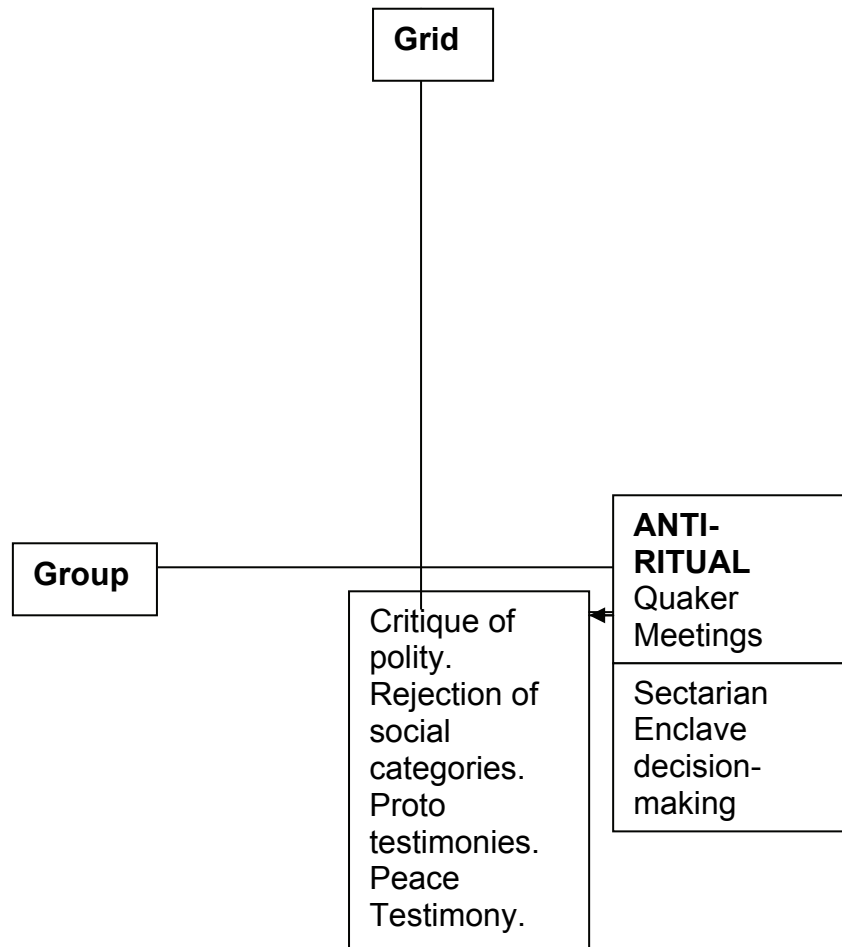 Grid
Group
ANTI-
RITUAL
Quaker
Meetings
Sectarian
Enclave
decision-
making
Critique of
polity.
Rejection of
social
categories.
Proto
testimonies.
Peace
Testimony.